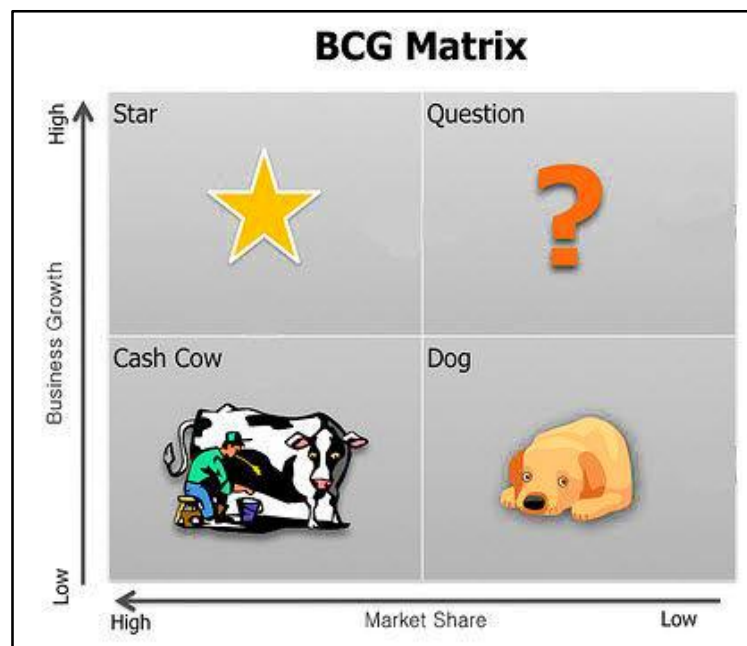 BCG Matrix
High
Star
Question
?
Business Growth
Cash Cow
Dog
Low
High
Market Share
Low